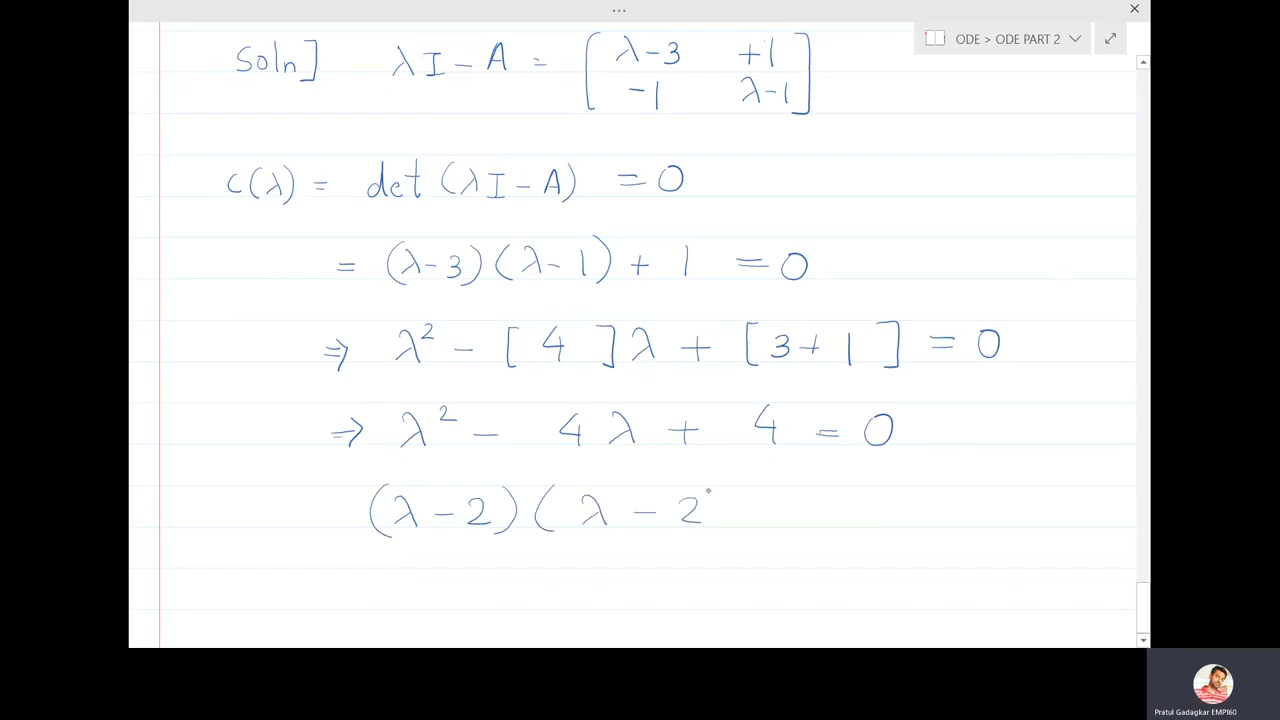 ODE > ODE PART 2
Soln] λI - A = [ λ-3 +1
-1 λ-1 ]
c(λ) = det (λI - A) = 0
= (λ-3)(λ-1) + 1 = 0
⇒ λ² - [ 4 ]λ + [ 3+1 ] = 0
⇒ λ² - 4λ + 4 = 0
(λ-2)(λ-2
Pratul Gadagkar EMP160